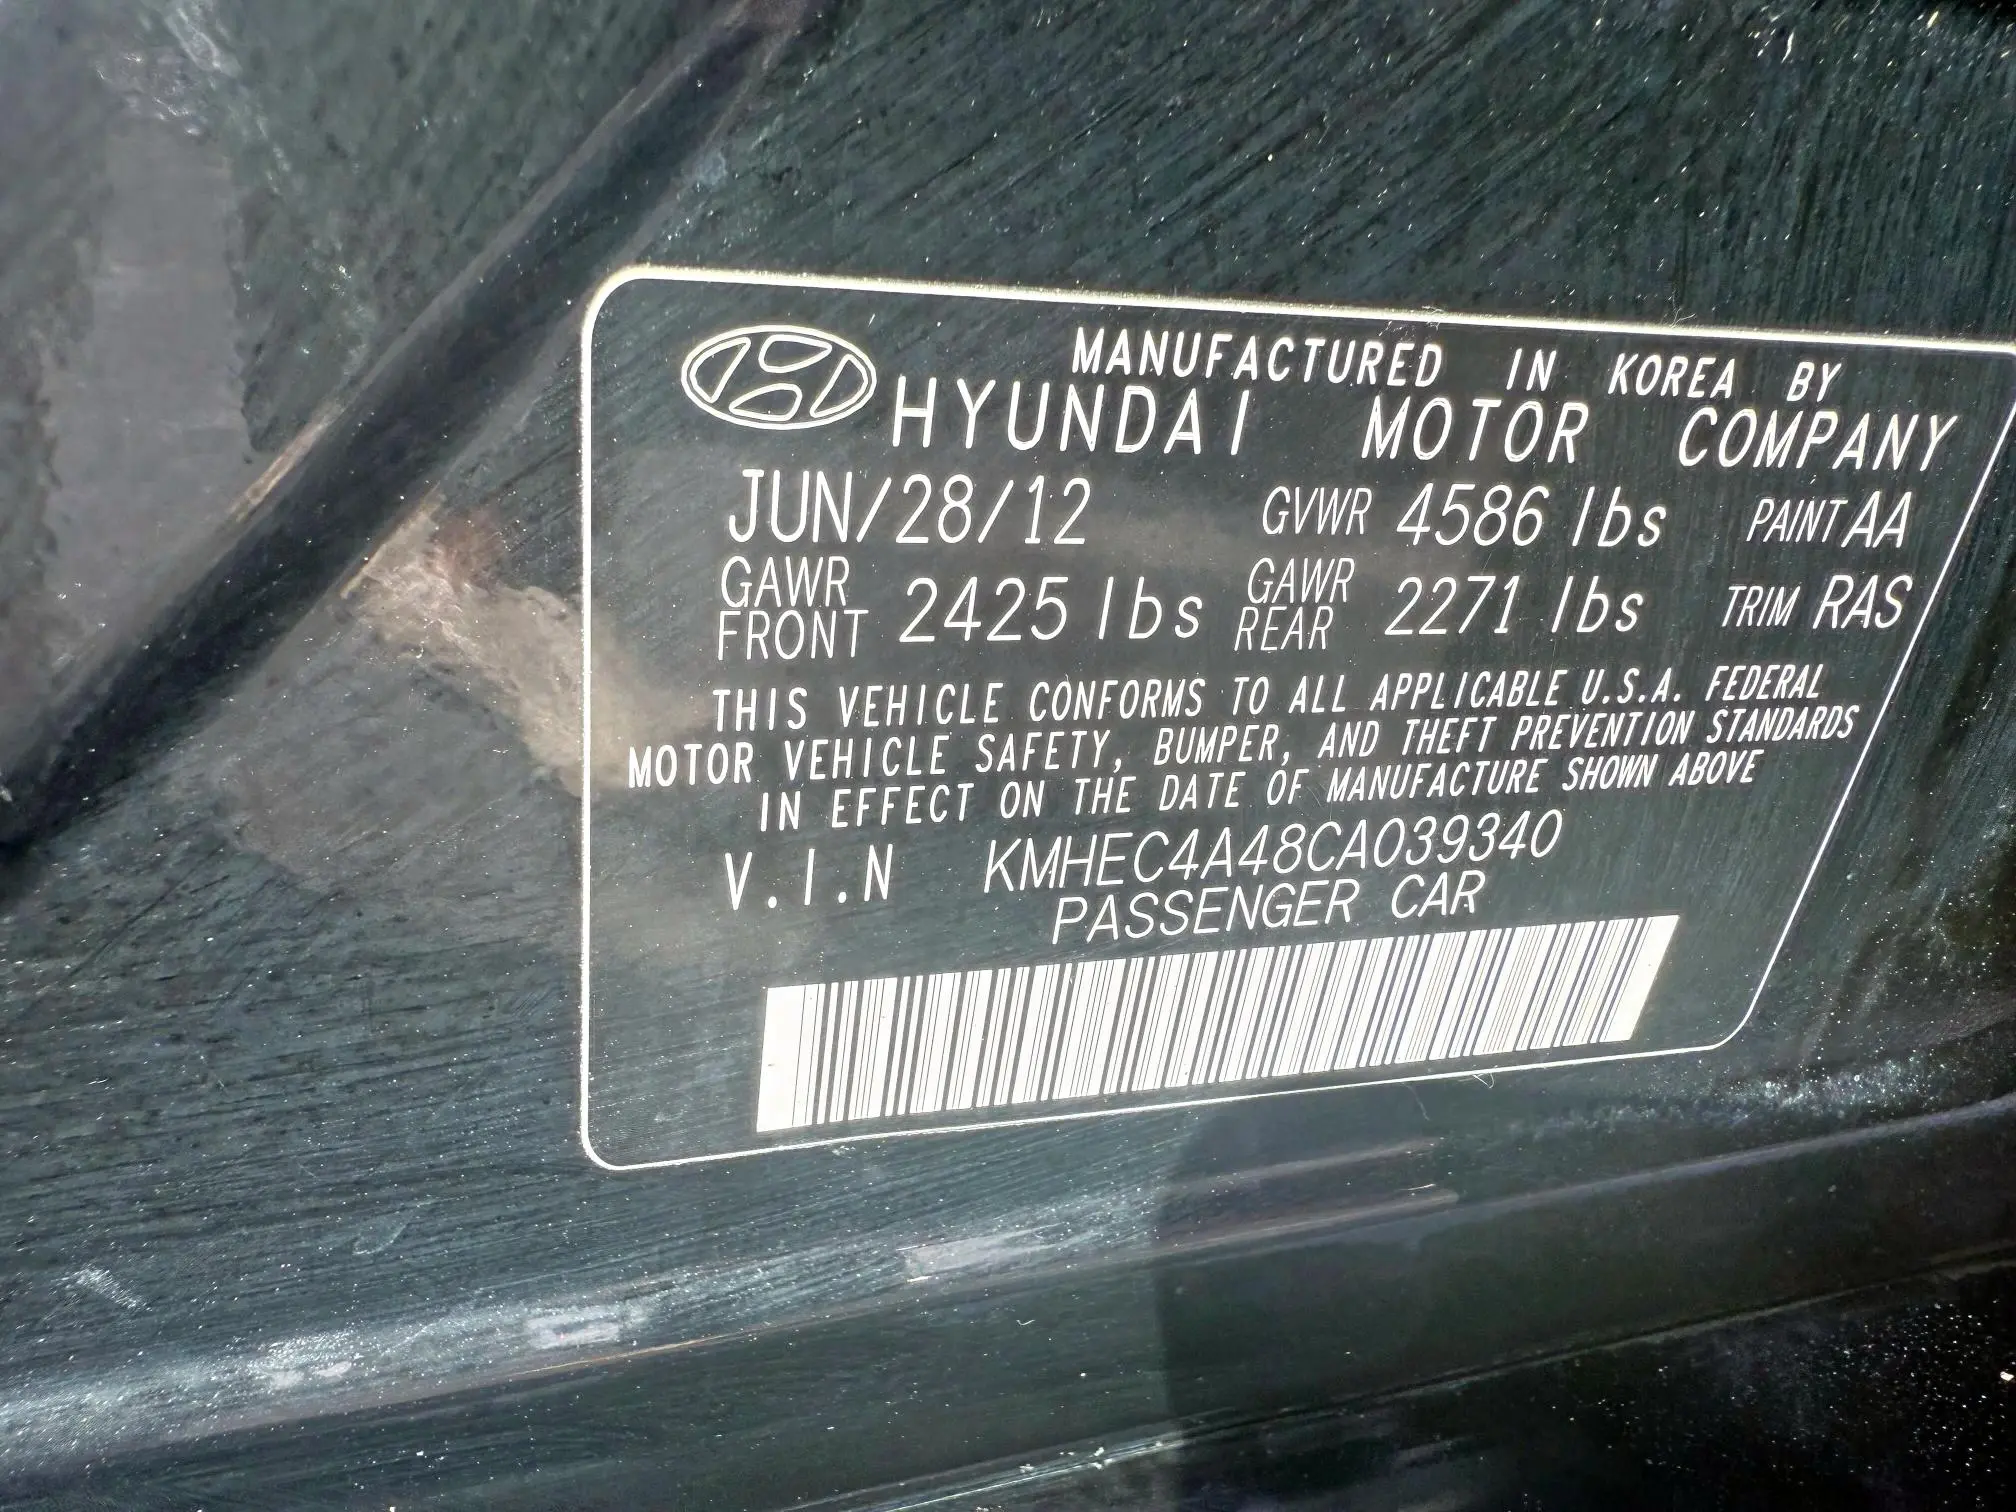 MANUFACTURED IN KOREA BY
HYUNDAI MOTOR COMPANY
JUN/28/12 GVWR 4586 lbs PAINT AA
GAWR FRONT 2425 lbs GAWR REAR 2271 lbs TRIM RAS
THIS VEHICLE CONFORMS TO ALL APPLICABLE U.S.A. FEDERAL
MOTOR VEHICLE SAFETY, BUMPER, AND THEFT PREVENTION STANDARDS
IN EFFECT ON THE DATE OF MANUFACTURE SHOWN ABOVE
V.I.N KMHEC4A48CA039340
PASSENGER CAR